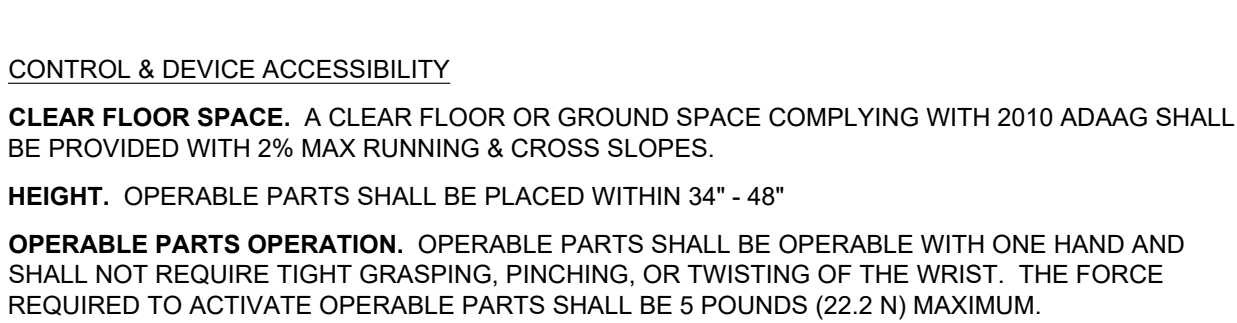 CONTROL & DEVICE ACCESSIBILITY
CLEAR FLOOR SPACE.  A CLEAR FLOOR OR GROUND SPACE COMPLYING WITH 2010 ADAAG SHALL
BE PROVIDED WITH 2% MAX RUNNING & CROSS SLOPES.
HEIGHT.  OPERABLE PARTS SHALL BE PLACED WITHIN 34" - 48"
OPERABLE PARTS OPERATION.  OPERABLE PARTS SHALL BE OPERABLE WITH ONE HAND AND
SHALL NOT REQUIRE TIGHT GRASPING, PINCHING, OR TWISTING OF THE WRIST.  THE FORCE
REQUIRED TO ACTIVATE OPERABLE PARTS SHALL BE 5 POUNDS (22.2 N) MAXIMUM.